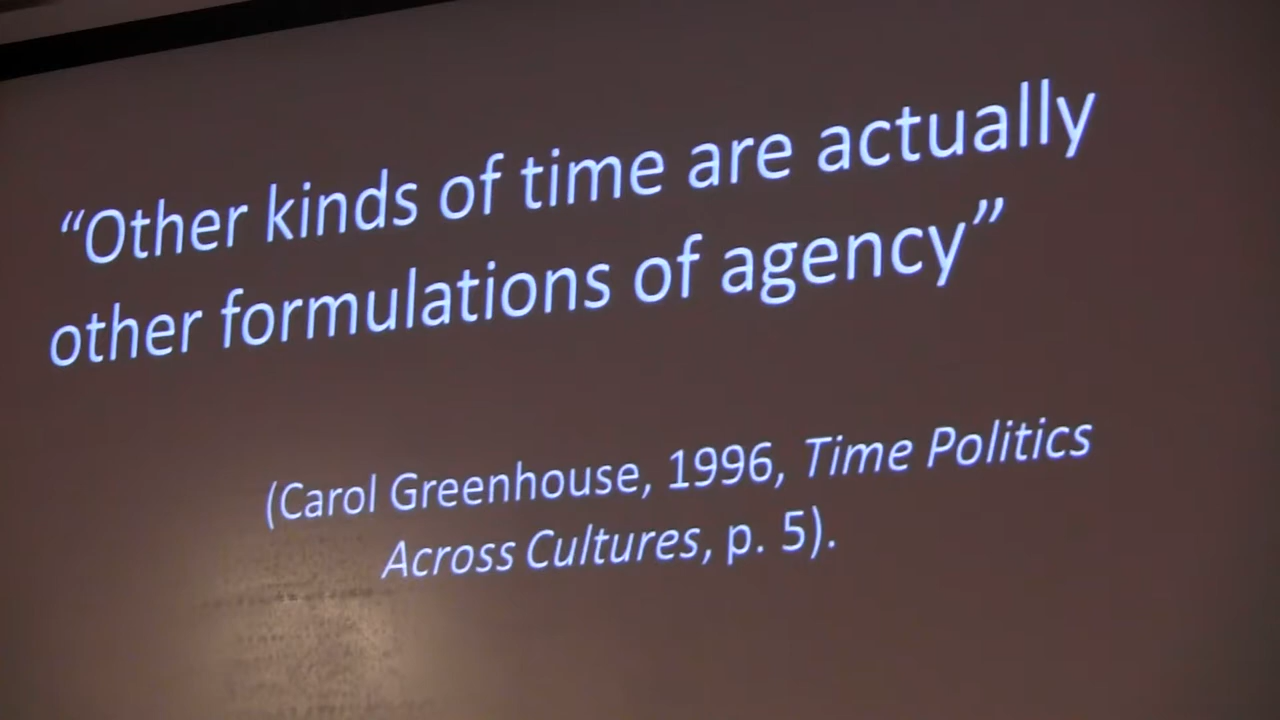 “Other kinds of time are actually
other formulations of agency”
(Carol Greenhouse, 1996, Time Politics
Across Cultures, p. 5).